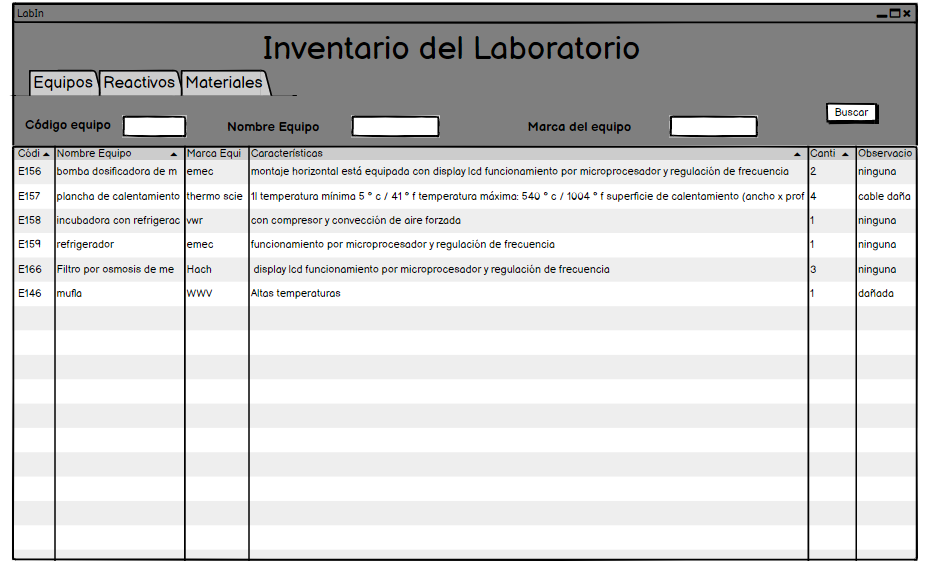 LabIn
Inventario del Laboratorio
Equipos Reactivos Materiales
Buscar
Código equipo Nombre Equipo Marca del equipo
Códi Nombre Equipo Marca Equi Características Canti Observacio
E156 bomba dosificadora de m emec montaje horizontal está equipada con display lcd funcionamiento por microprocesador y regulación de frecuencia 2 ninguna
E157 plancha de calentamiento thermo scie 1l temperatura mínima 5 ° c / 41 ° f temperatura máxima: 540 ° c / 1004 ° f superficie de calentamiento (ancho x prof 4 cable daña
E158 incubadora con refrigerac vwr con compresor y convección de aire forzada 1 ninguna
E159 refrigerador emec funcionamiento por microprocesador y regulación de frecuencia 1 ninguna
E166 Filtro por osmosis de me Hach display lcd funcionamiento por microprocesador y regulación de frecuencia 3 ninguna
E146 mufla WWV Altas temperaturas 1 dañada